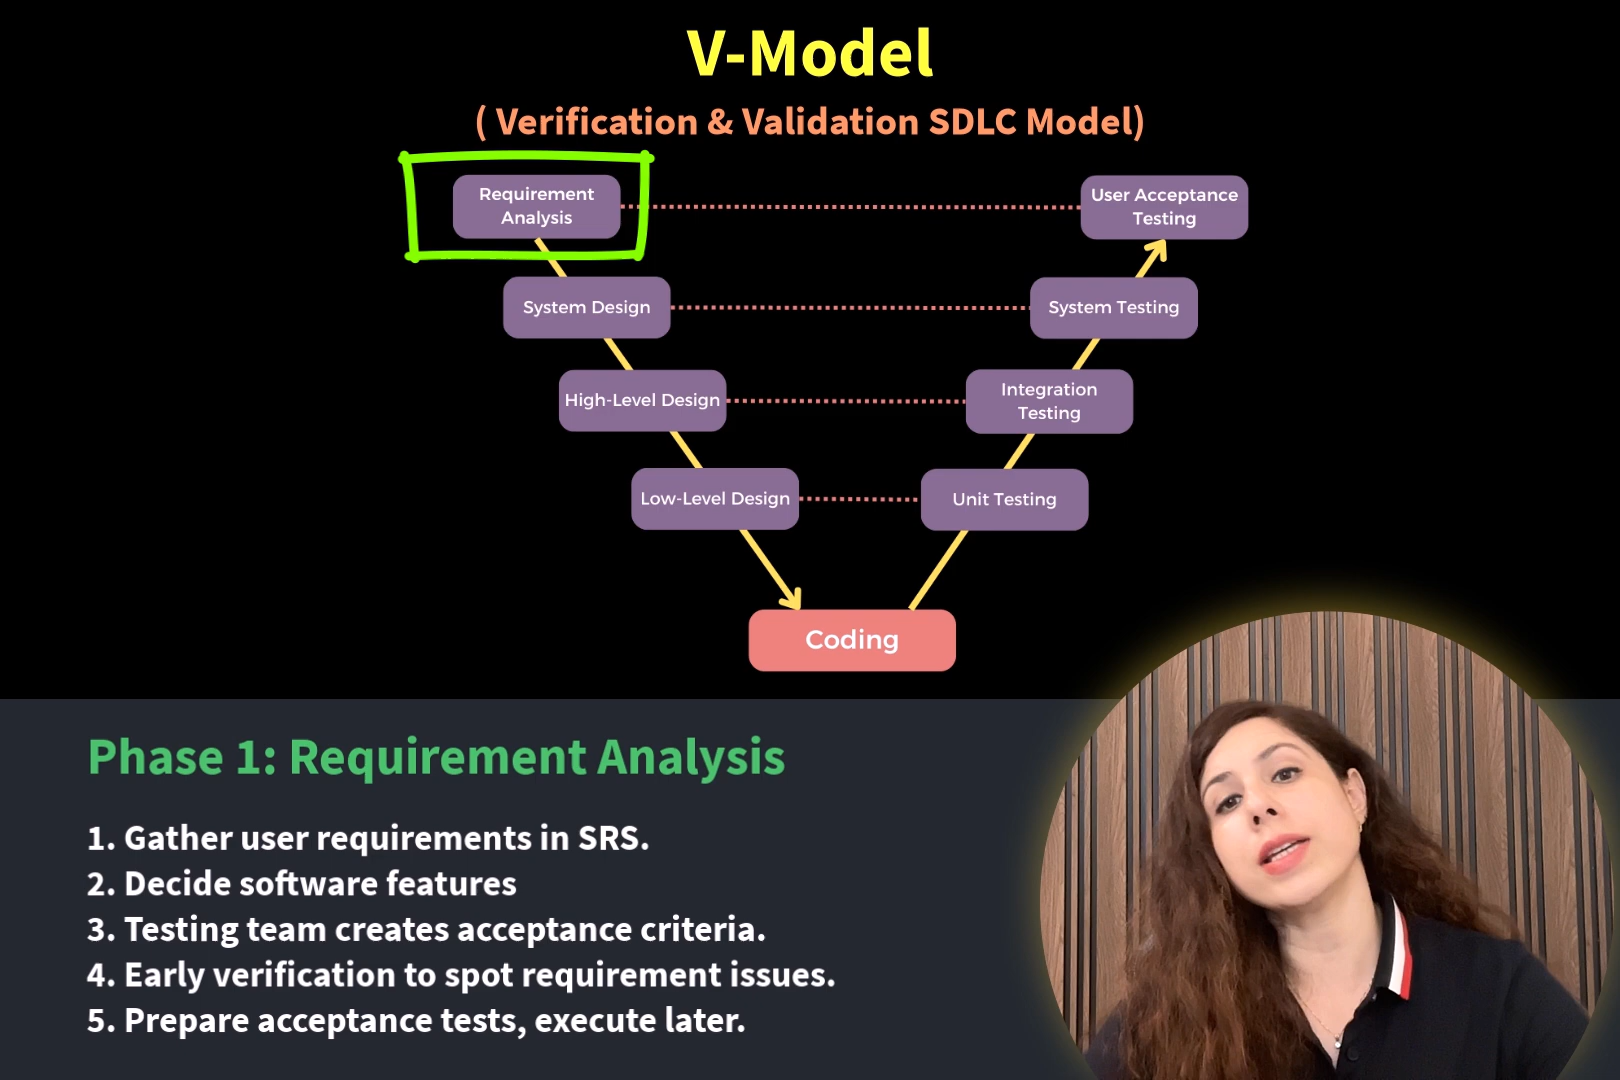 V-Model
( Verification & Validation SDLC Model)
Requirement
Analysis
User Acceptance
Testing
System Design
System Testing
High-Level Design
Integration
Testing
Low-Level Design
Unit Testing
Coding
Phase 1: Requirement Analysis
1. Gather user requirements in SRS.
2. Decide software features
3. Testing team creates acceptance criteria.
4. Early verification to spot requirement issues.
5. Prepare acceptance tests, execute later.